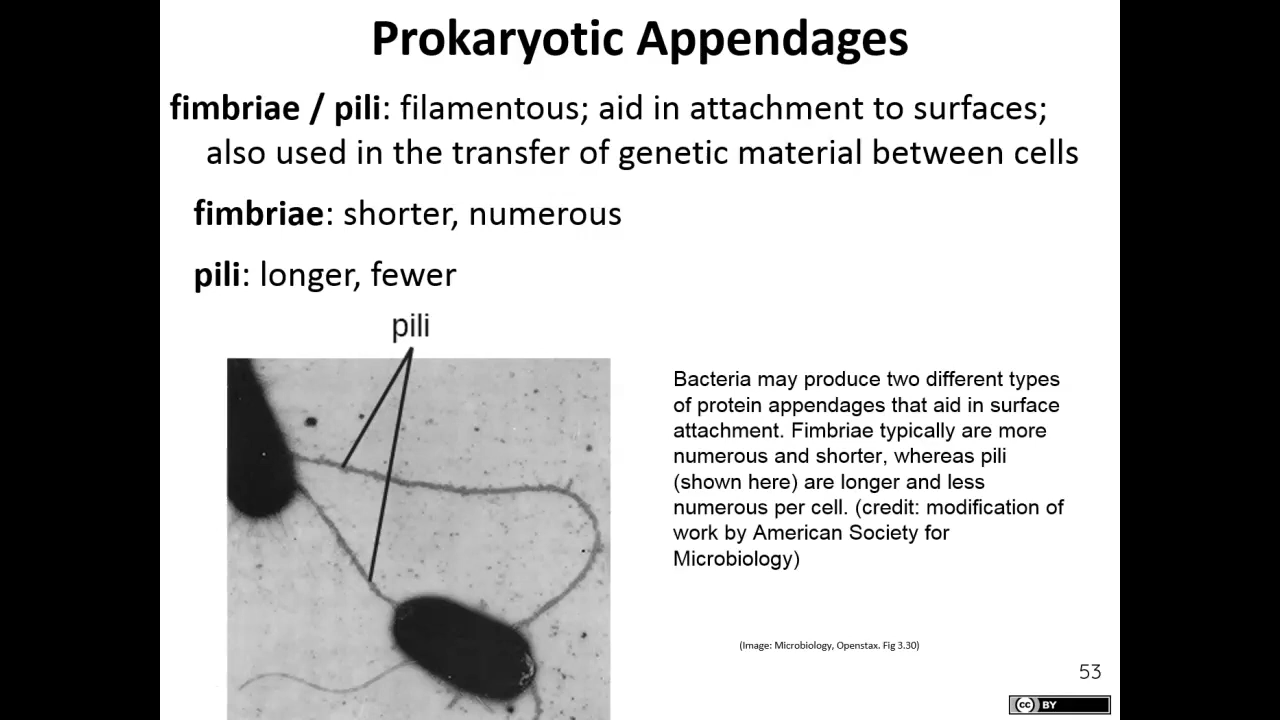 Prokaryotic Appendages
fimbriae / pili: filamentous; aid in attachment to surfaces;
also used in the transfer of genetic material between cells
fimbriae: shorter, numerous
pili: longer, fewer
pili
Bacteria may produce two different types
of protein appendages that aid in surface
attachment. Fimbriae typically are more
numerous and shorter, whereas pili
(shown here) are longer and less
numerous per cell. (credit: modification of
work by American Society for
Microbiology)
(Image: Microbiology, Openstax. Fig 3.30)
53
cc BY